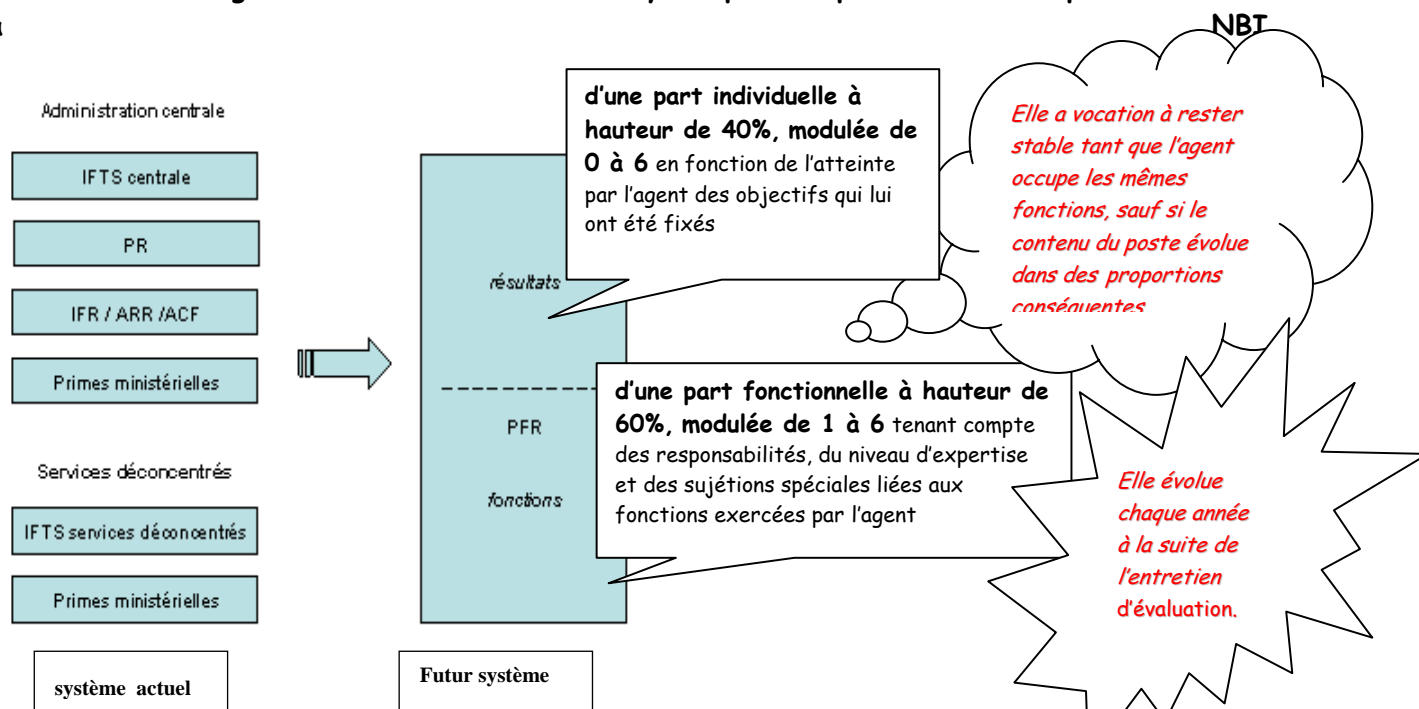 NBI
Administration centrale
IFTS centrale
PR
IFR / ARR /ACF
Primes ministérielles
Services déconcentrés
IFTS services déconcentrés
Primes ministérielles
système actuel
résultats
PFR
fonctions
Futur système
d'une part individuelle à
hauteur de 40%, modulée de
0 à 6 en fonction de l'atteinte
par l'agent des objectifs qui lui
ont été fixés
d'une part fonctionnelle à hauteur de
60%, modulée de 1 à 6 tenant compte
des responsabilités, du niveau d'expertise
et des sujétions spéciales liées aux
fonctions exercées par l'agent
Elle a vocation à rester
stable tant que l'agent
occupe les mêmes
fonctions, sauf si le
contenu du poste évolue
dans des proportions
conséquentes
Elle évolue
chaque année
à la suite de
l'entretien
d'évaluation.